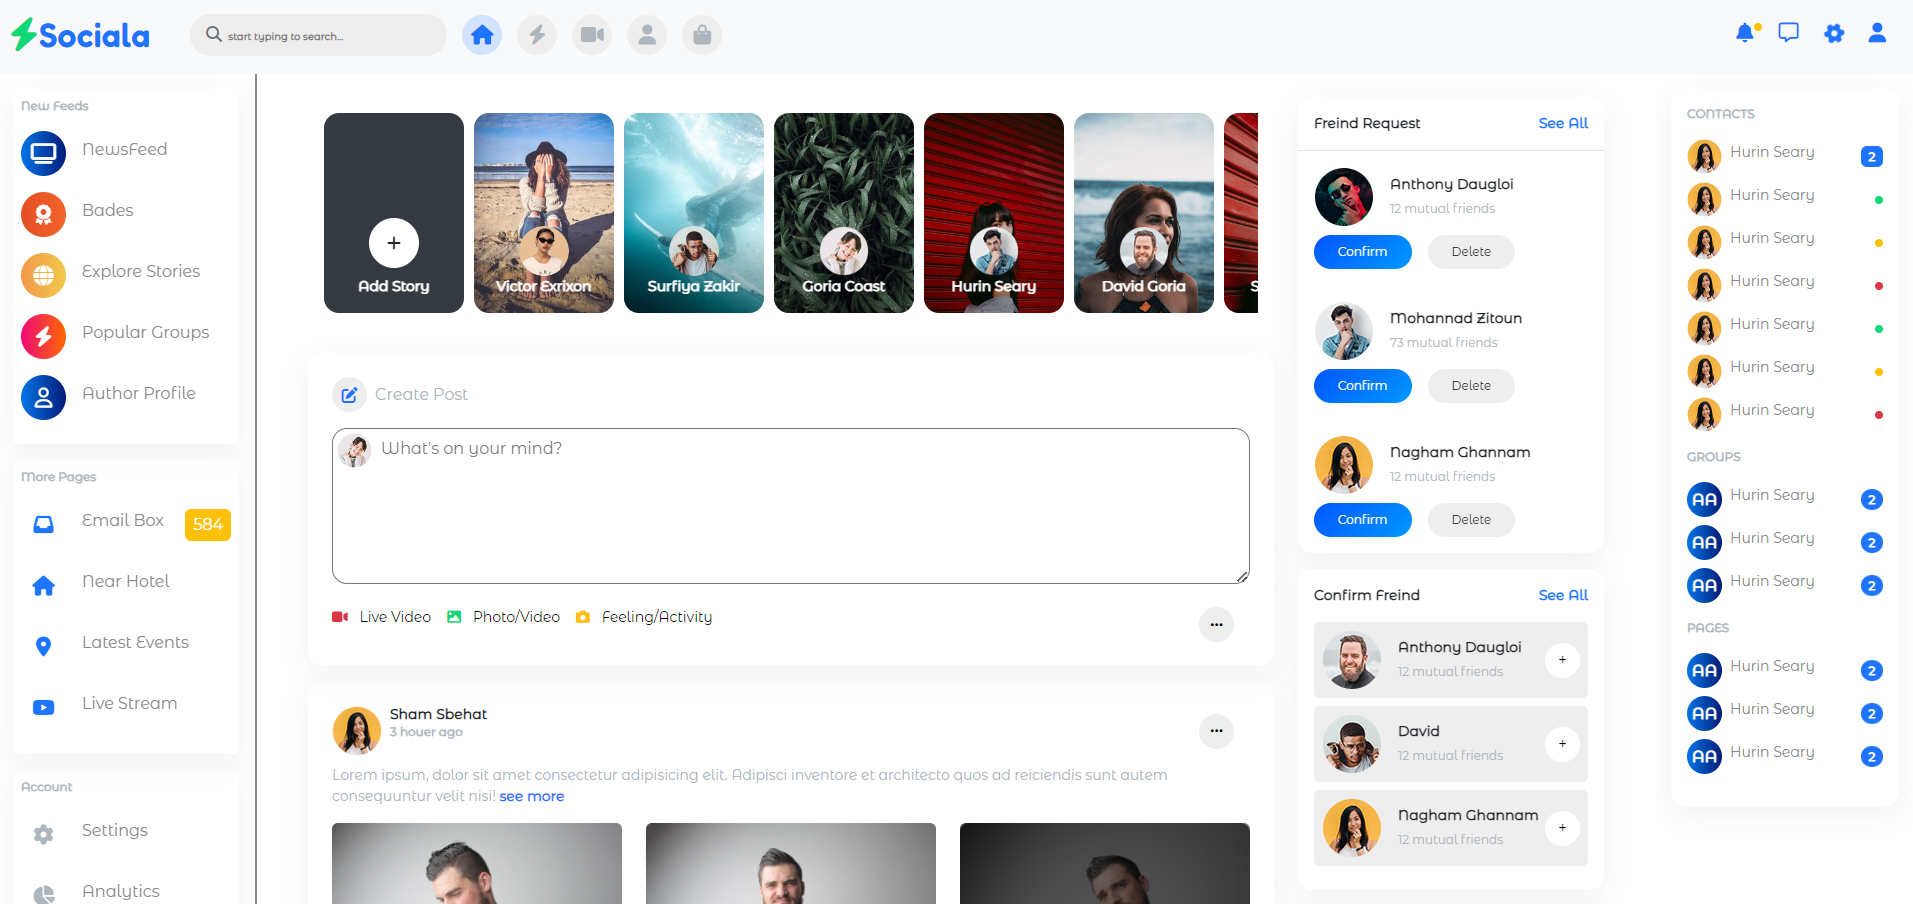 Sociala
start typing to search...
New Feeds
NewsFeed
Bades
Explore Stories
Popular Groups
Author Profile
More Pages
Email Box
584
Near Hotel
Latest Events
Live Stream
Account
Settings
Analytics
Add Story
Victor Exrixon
Surfiya Zakir
Goria Coast
Hurin Seary
David Goria
S
Create Post
What's on your mind?
Live Video
Photo/Video
Feeling/Activity
Sham Sbehat
3 houer ago
Lorem ipsum, dolor sit amet consectetur adipisicing elit. Adipisci inventore et architecto quos ad reiciendis sunt autem
consequuntur velit nisi! see more
Freind Request
See All
Anthony Daugloi
12 mutual friends
Confirm
Delete
Mohannad Zitoun
73 mutual friends
Confirm
Delete
Nagham Ghannam
12 mutual friends
Confirm
Delete
Confirm Freind
See All
Anthony Daugloi
12 mutual friends
+
David
12 mutual friends
+
Nagham Ghannam
12 mutual friends
+
CONTACTS
Hurin Seary
2
Hurin Seary
Hurin Seary
Hurin Seary
Hurin Seary
Hurin Seary
Hurin Seary
GROUPS
AA
Hurin Seary
2
AA
Hurin Seary
2
AA
Hurin Seary
2
PAGES
AA
Hurin Seary
2
AA
Hurin Seary
2
AA
Hurin Seary
2